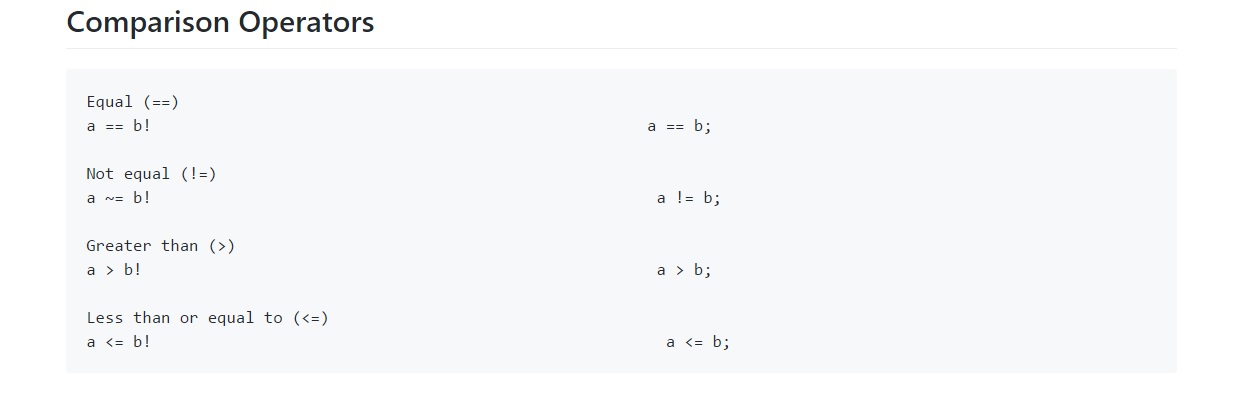 Comparison Operators
Equal (==)
a == b! a == b;
Not equal (!=)
a ~= b! a != b;
Greater than (>)
a > b! a > b;
Less than or equal to (<=)
a <= b! a <= b;